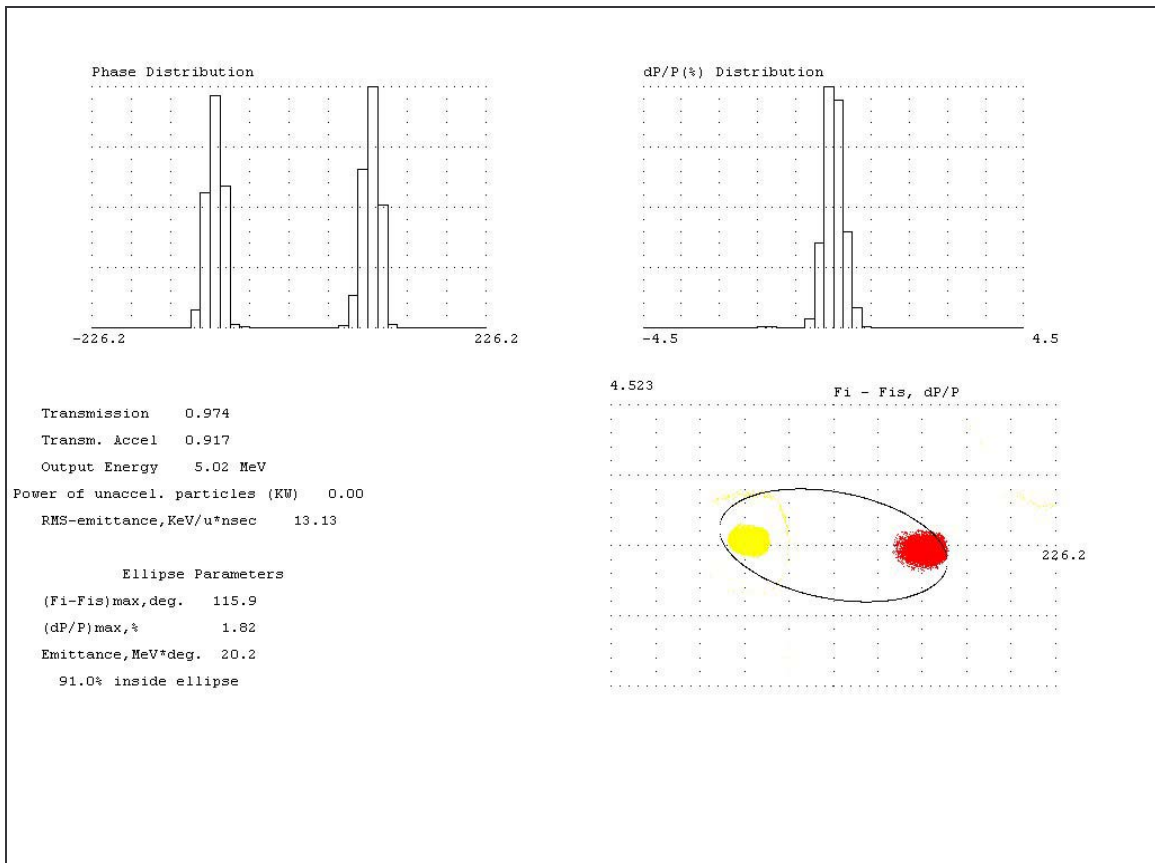 Phase Distribution
-226.2 226.2
dP/P(%) Distribution
-4.5 4.5
Transmission 0.974
Transm. Accel 0.917
Output Energy 5.02 MeV
Power of unaccel. particles (KW) 0.00
RMS-emittance,KeV/u*nsec 13.13
Ellipse Parameters
(Fi-Fis)max,deg. 115.9
(dP/P)max,% 1.82
Emittance,MeV*deg. 20.2
91.0% inside ellipse
4.523
Fi - Fis, dP/P
226.2